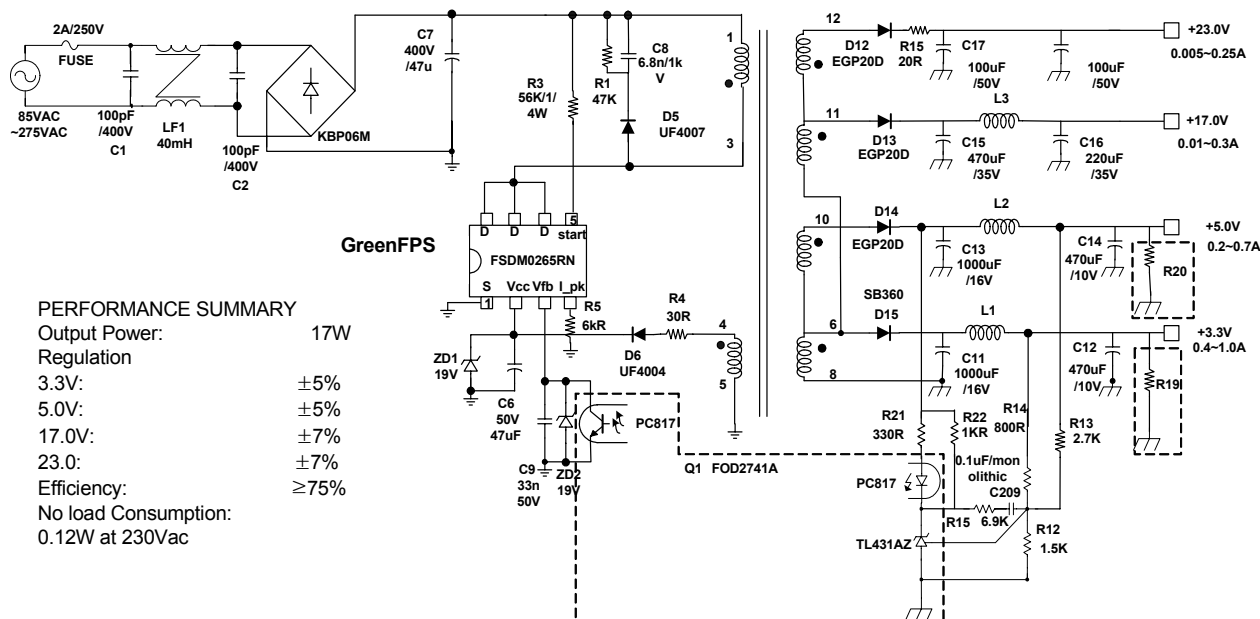 2A/250V
FUSE
85VAC
~275VAC
100pF
/400V
C1
LF1
40mH
100pF
/400V
C2
KBP06M
C7
400V
/47u
R3
56K/1/
4W
R1
47K
C8
6.8n/1k
V
D5
UF4007
1
3
GreenFPS
D
D
D
5
start
FSDM0265RN
S
Vcc
Vfb
I_pk
1
R5
6kR
ZD1
19V
C6
50V
47uF
D6
UF4004
R4
30R
4
5
C9
33n
50V
ZD2
19V
PC817
Q1 FOD2741A
12
D12
EGP20D
R15
20R
C17
100uF
/50V
100uF
/50V
+23.0V
0.005~0.25A
11
D13
EGP20D
C15
470uF
/35V
L3
C16
220uF
/35V
+17.0V
0.01~0.3A
10
D14
EGP20D
C13
1000uF
/16V
L2
C14
470uF
/10V
R20
+5.0V
0.2~0.7A
6
8
SB360
D15
C11
1000uF
/16V
L1
C12
470uF
/10V
R19
+3.3V
0.4~1.0A
R21
330R
R22
1KR
R14
800R
R13
2.7K
0.1uF/mon
olithic
C209
PC817
R15
6.9K
TL431AZ
R12
1.5K
PERFORMANCE SUMMARY
Output Power: 17W
Regulation
3.3V: ±5%
5.0V: ±5%
17.0V: ±7%
23.0: ±7%
Efficiency: ≥75%
No load Consumption:
0.12W at 230Vac